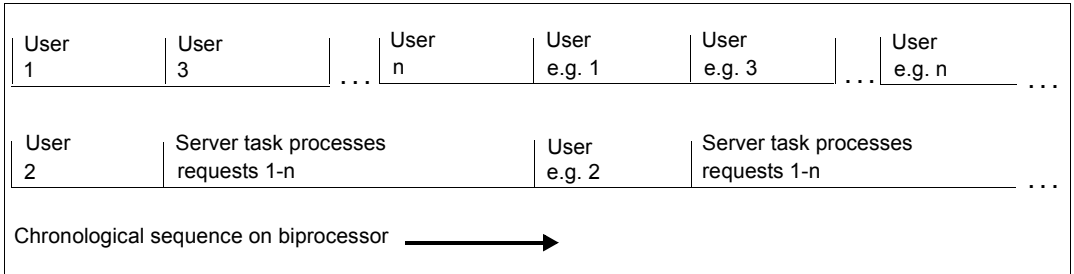 User User User User User User
1 3 ... n e.g. 1 e.g. 3 ... e.g. n ...
User Server task processes User Server task processes
2 requests 1-n e.g. 2 requests 1-n ...
Chronological sequence on biprocessor